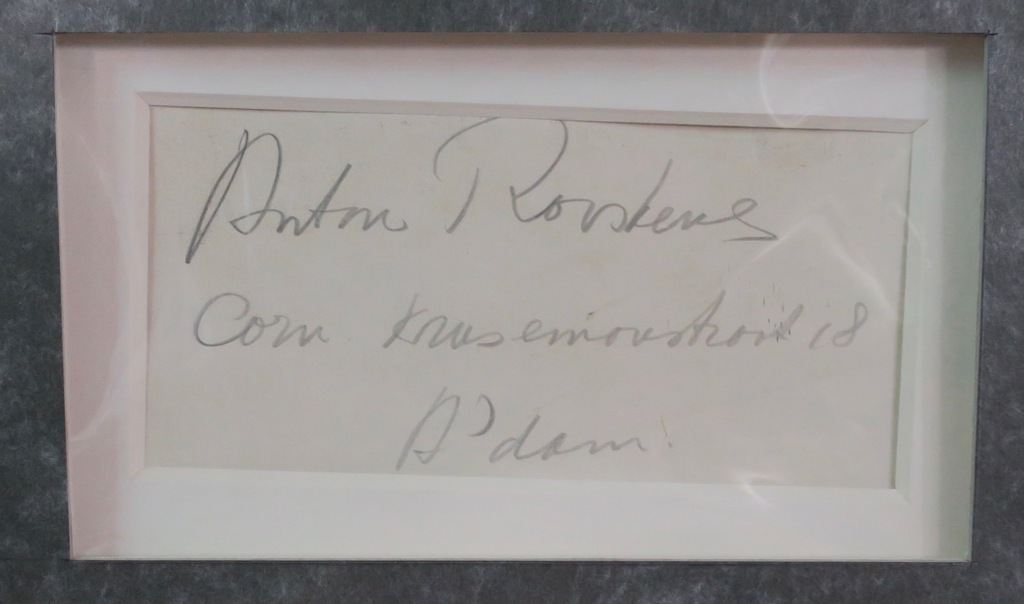 Anton Rooskens
Corn Krusemanstraat 18
A'dam.